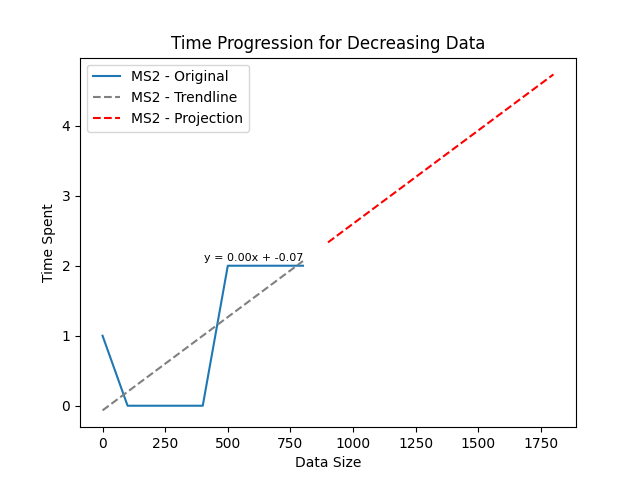 Time Progression for Decreasing Data
MS2 - Original
MS2 - Trendline
MS2 - Projection
y = 0.00x + -0.07
Time Spent
4
3
2
1
0
0 250 500 750 1000 1250 1500 1750
Data Size